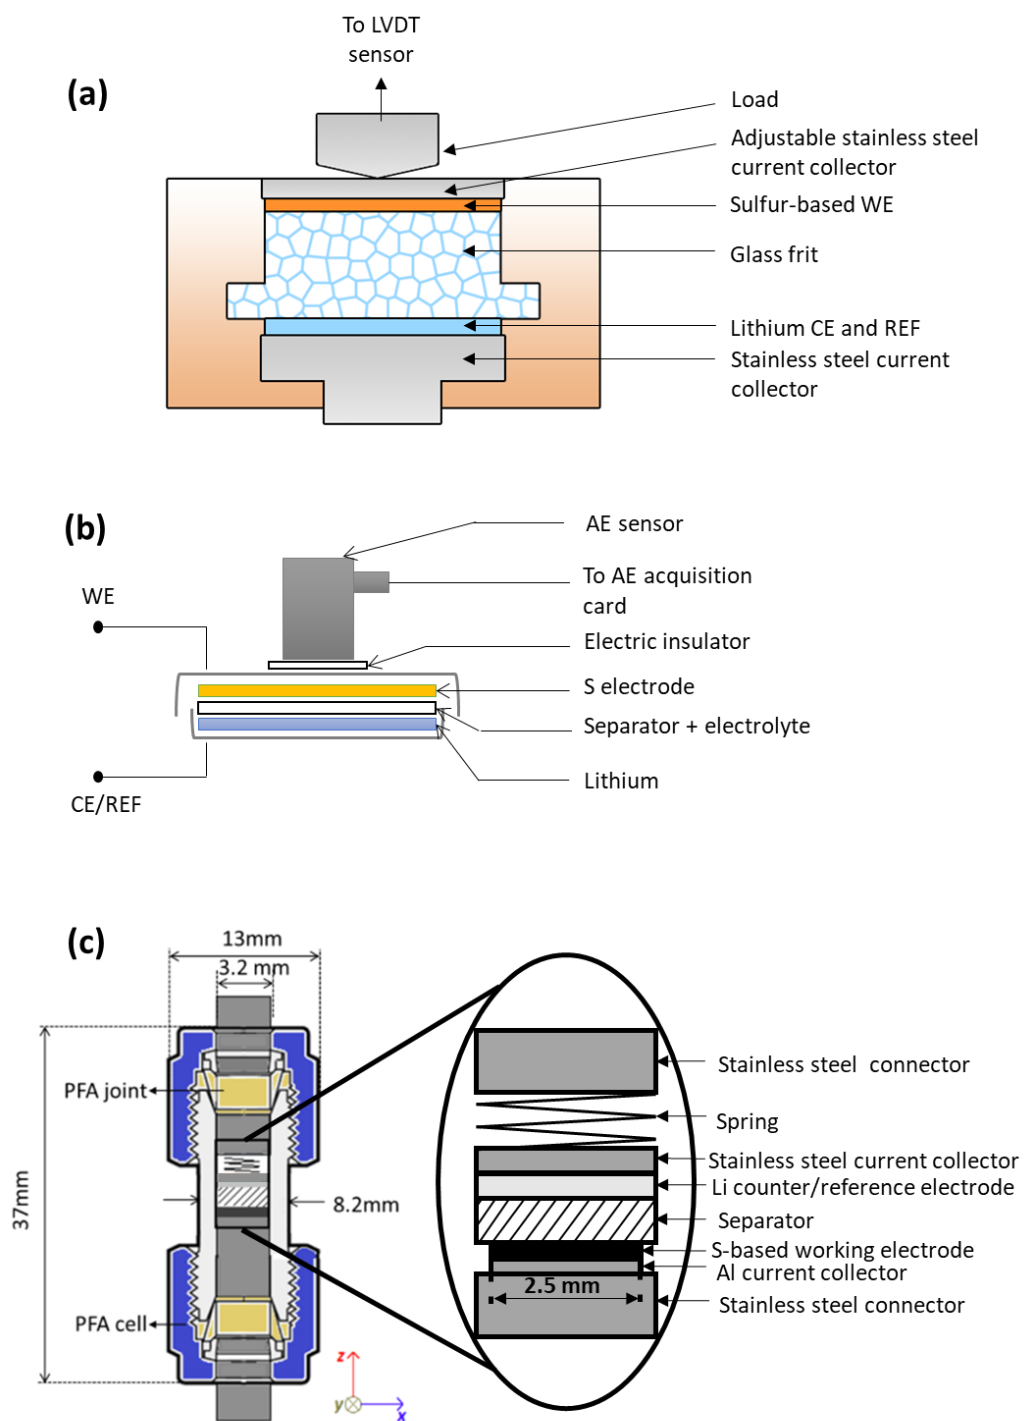 To LVDT
sensor
(a)
Load
Adjustable stainless steel
current collector
Sulfur-based WE
Glass frit
Lithium CE and REF
Stainless steel current
collector
(b)
AE sensor
To AE acquisition
card
WE
Electric insulator
S electrode
Separator + electrolyte
Lithium
CE/REF
(c)
13mm
3.2 mm
PFA joint
37mm
8.2mm
PFA cell
z
y
x
Stainless steel  connector
Spring
Stainless steel current collector
Li counter/reference electrode
Separator
S-based working electrode
Al current collector
2.5 mm
Stainless steel connector